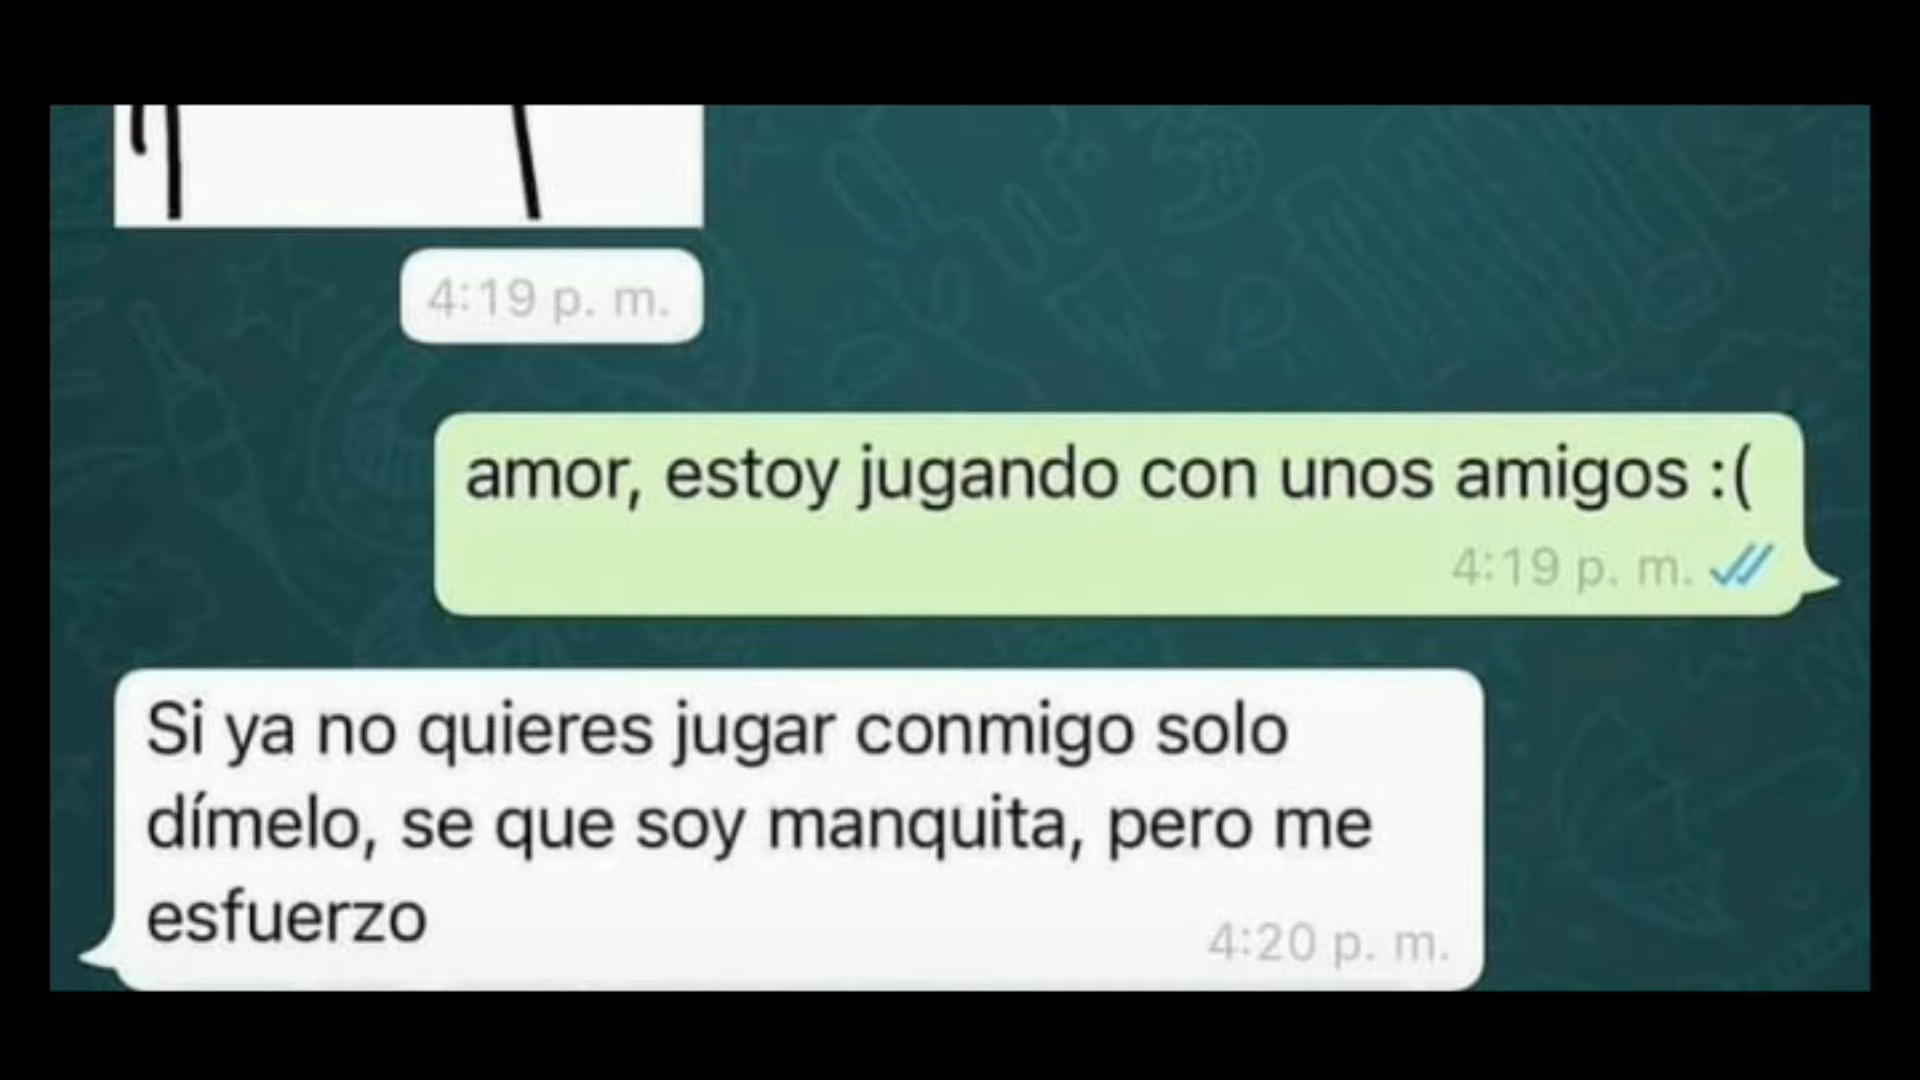 4:19 p. m.
amor, estoy jugando con unos amigos :(
4:19 p. m.
Si ya no quieres jugar conmigo solo
dímelo, se que soy manquita, pero me
esfuerzo
4:20 p. m.